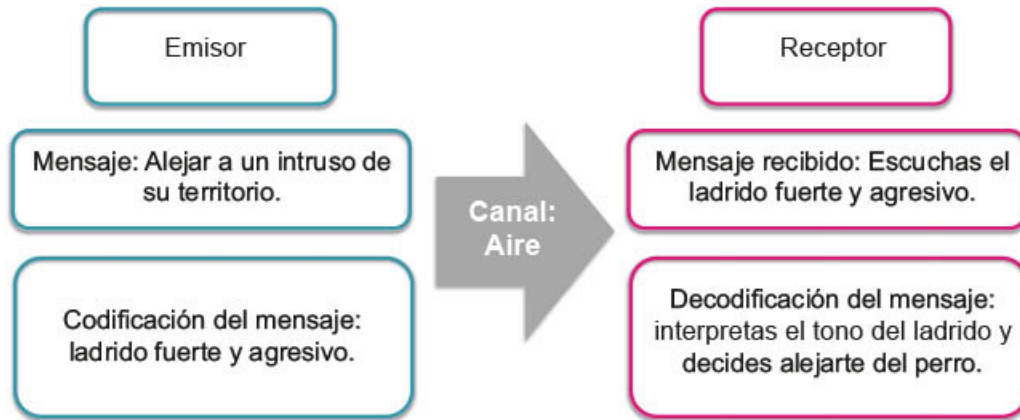 Emisor
Mensaje: Alejar a un intruso de
su territorio.
Codificación del mensaje:
ladrido fuerte y agresivo.
Canal:
Aire
Receptor
Mensaje recibido: Escuchas el
ladrido fuerte y agresivo.
Decodificación del mensaje:
interpretas el tono del ladrido y
decides alejarte del perro.